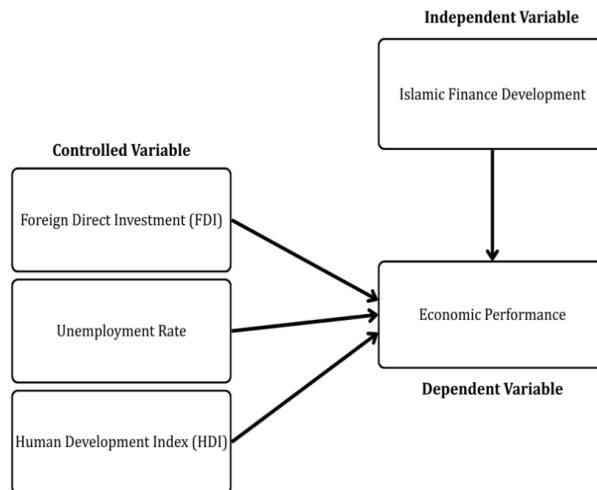 Independent Variable
Islamic Finance Development
Controlled Variable
Foreign Direct Investment (FDI)
Unemployment Rate
Economic Performance
Dependent Variable
Human Development Index (HDI)